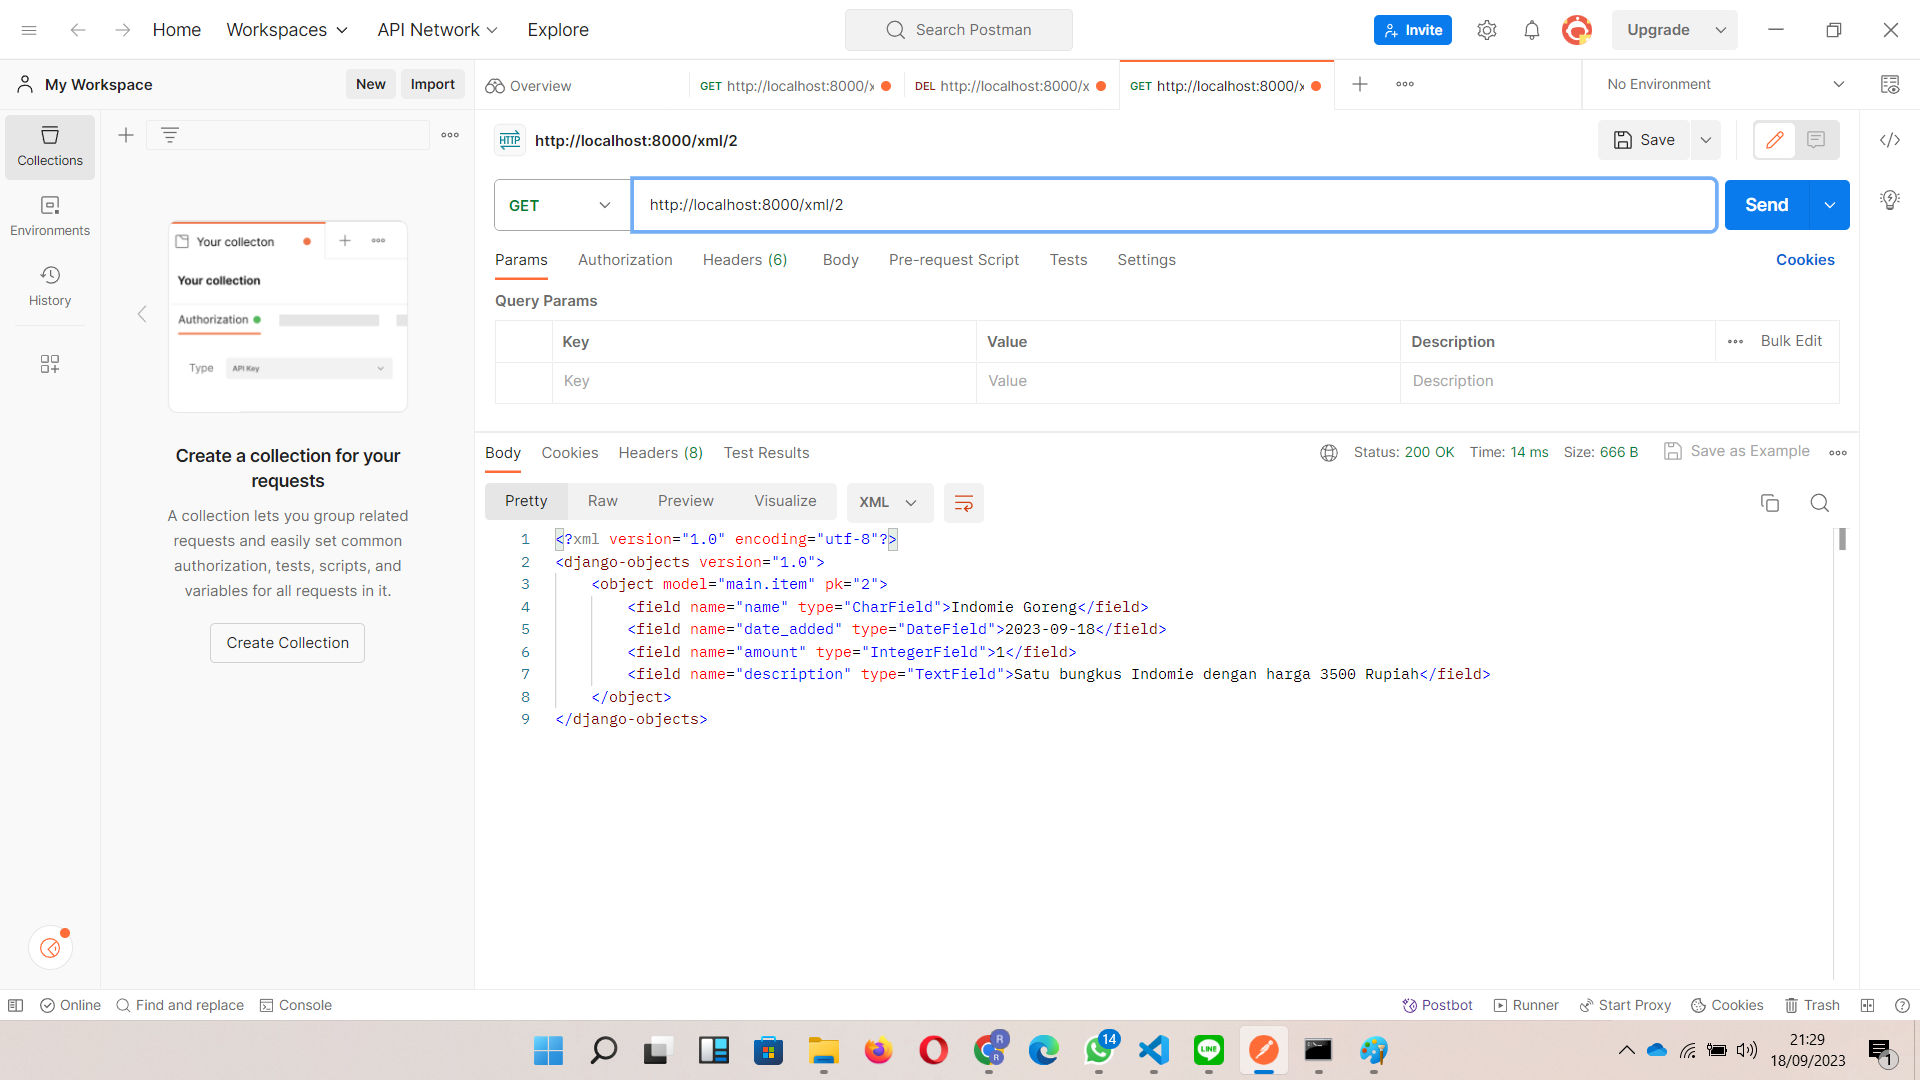 Home Workspaces API Network Explore Search Postman Invite Upgrade
My Workspace New Import Overview GET http://localhost:8000/x DEL http://localhost:8000/x GET http://localhost:8000/x No Environment
Collections
Environments
History
Your collecton
Your collection
Authorization
Type API Key
Create a collection for your
requests
A collection lets you group related
requests and easily set common
authorization, tests, scripts, and
variables for all requests in it.
Create Collection
HTTP http://localhost:8000/xml/2 Save
GET http://localhost:8000/xml/2 Send
Params Authorization Headers (6) Body Pre-request Script Tests Settings Cookies
Query Params
Key Value Description Bulk Edit
Key Value Description
Body Cookies Headers (8) Test Results Status: 200 OK Time: 14 ms Size: 666 B Save as Example
Pretty Raw Preview Visualize XML
1 <?xml version="1.0" encoding="utf-8"?>
2 <django-objects version="1.0">
3 <object model="main.item" pk="2">
4 <field name="name" type="CharField">Indomie Goreng</field>
5 <field name="date_added" type="DateField">2023-09-18</field>
6 <field name="amount" type="IntegerField">1</field>
7 <field name="description" type="TextField">Satu bungkus Indomie dengan harga 3500 Rupiah</field>
8 </object>
9 </django-objects>
Online Find and replace Console Postbot Runner Start Proxy Cookies Trash
R
R
14
LINE
21:29
18/09/2023
1